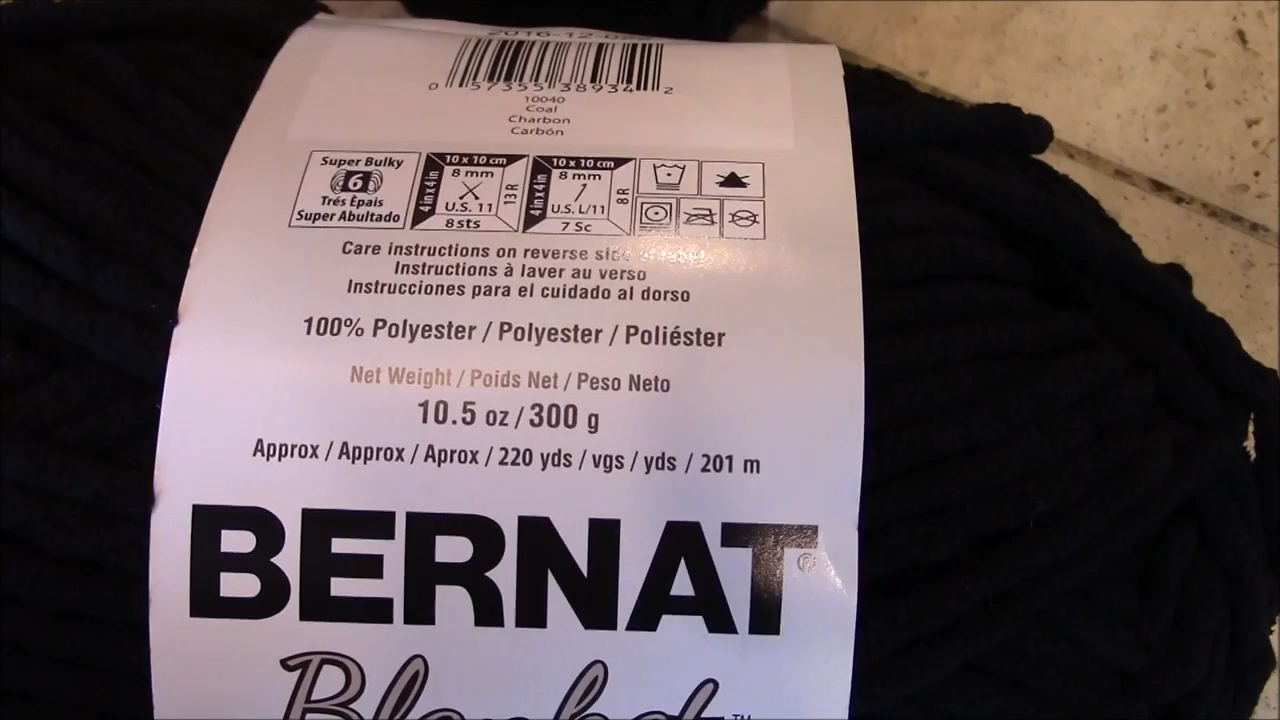 0 57355 38934 2
10040
Coal
Charbon
Carbón
Super Bulky
6
Trés Èpais
Super Abultado
10 x 10 cm
4 in x 4 in
8 mm
U.S. 11
13 R
8 sts
10 x 10 cm
4 in x 4 in
8 mm
U.S. L/11
8 R
7 Sc
Care instructions on reverse side
Instructions à laver au verso
Instrucciones para el cuidado al dorso
100% Polyester / Polyester / Poliéster
Net Weight / Poids Net / Peso Neto
10.5 oz / 300 g
Approx / Approx / Aprox / 220 yds / vgs / yds / 201 m
BERNAT®
Blanket™